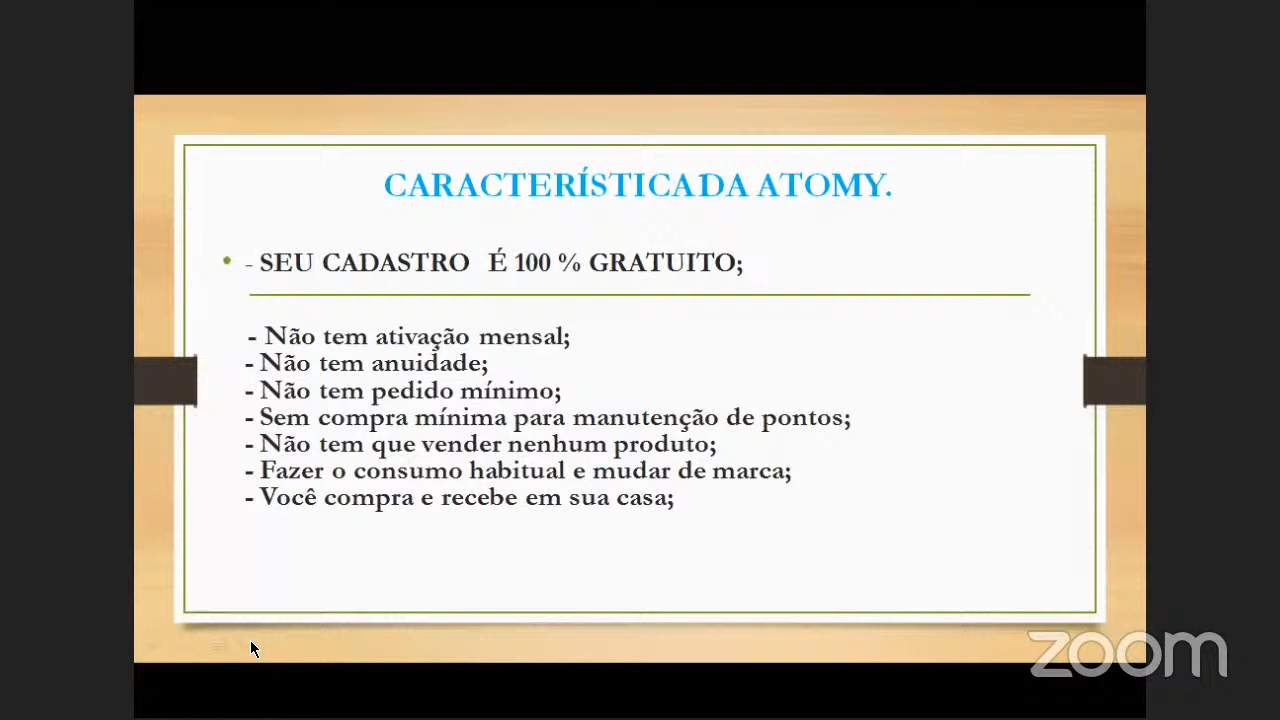 CARACTERÍSTICA DA ATOMY.
• - SEU CADASTRO É 100 % GRATUITO;
- Não tem ativação mensal;
- Não tem anuidade;
- Não tem pedido mínimo;
- Sem compra mínima para manutenção de pontos;
- Não tem que vender nenhum produto;
- Fazer o consumo habitual e mudar de marca;
- Você compra e recebe em sua casa;
zoom